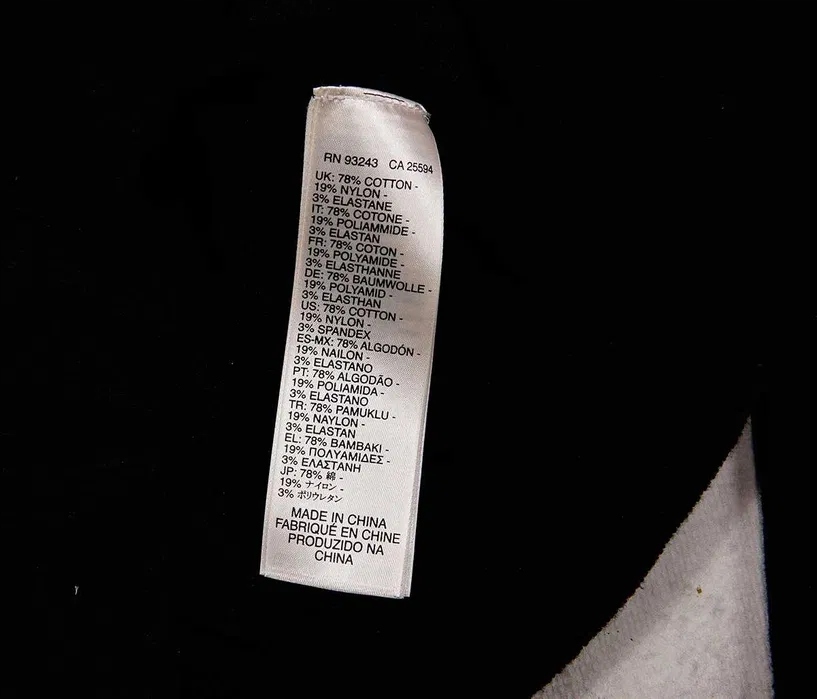 RN 93243 CA 25594
UK: 78% COTTON -
19% NYLON -
3% ELASTANE
IT: 78% COTONE -
19% POLIAMMIDE -
3% ELASTAN
FR: 78% COTON -
19% POLYAMIDE -
3% ELASTHANNE
DE: 78% BAUMWOLLE -
19% POLYAMID -
3% ELASTHAN
US: 78% COTTON -
19% NYLON -
3% SPANDEX
ES-MX: 78% ALGODÓN -
19% NAILON -
3% ELASTANO
PT: 78% ALGODÃO -
19% POLIAMIDA -
3% ELASTANO
TR: 78% PAMUKLU -
19% NAYLON -
3% ELASTAN
EL: 78% ΒΑΜΒΑΚΙ -
19% ΠΟΛΥΑΜΙΔΕΣ -
3% ΕΛΑΣΤΑΝΗ
JP: 78% 綿 -
19% ナイロン -
3% ポリウレタン
MADE IN CHINA
FABRIQUÉ EN CHINE
PRODUZIDO NA
CHINA